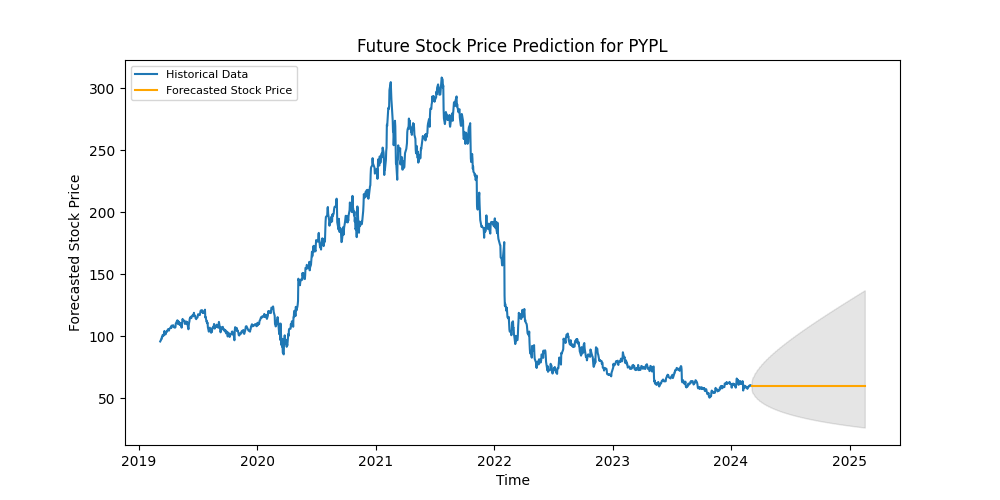 Future Stock Price Prediction for PYPL
Historical Data
Forecasted Stock Price
300
250
200
150
100
50
Forecasted Stock Price
2019 2020 2021 2022 2023 2024 2025
Time